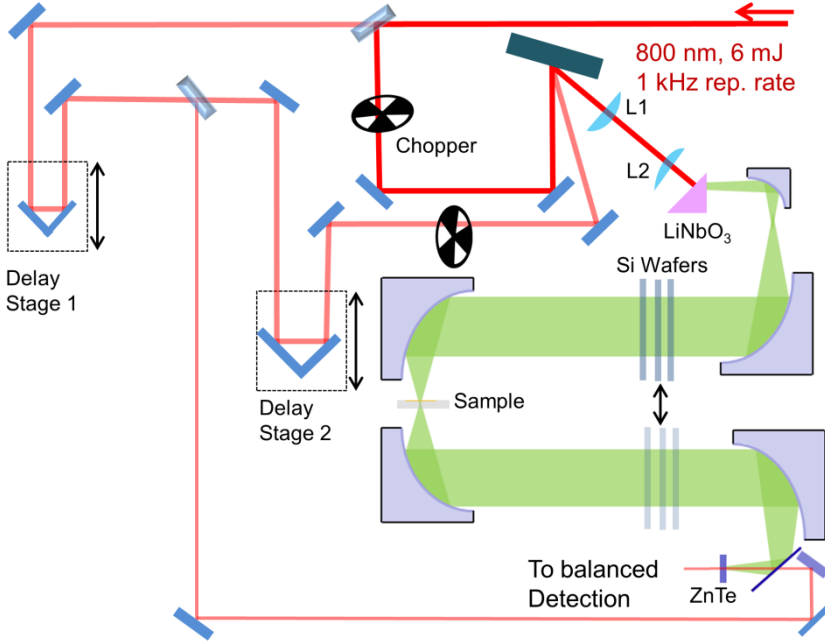 800 nm, 6 mJ
1 kHz rep. rate
L1
Chopper
L2
LiNbO₃
Delay
Stage 1
Si Wafers
Sample
Delay
Stage 2
To balanced
Detection
ZnTe